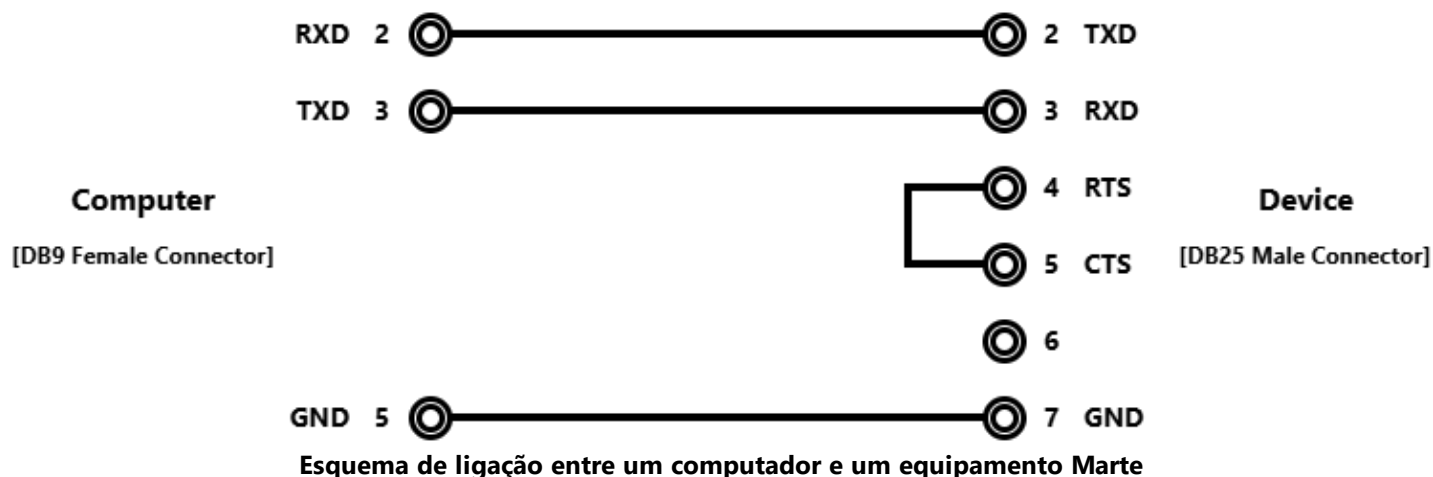 RXD 2 2 TXD
TXD 3 3 RXD
4 RTS
Computer Device
[DB9 Female Connector] [DB25 Male Connector]
5 CTS
6
GND 5 7 GND
Esquema de ligação entre um computador e um equipamento Marte